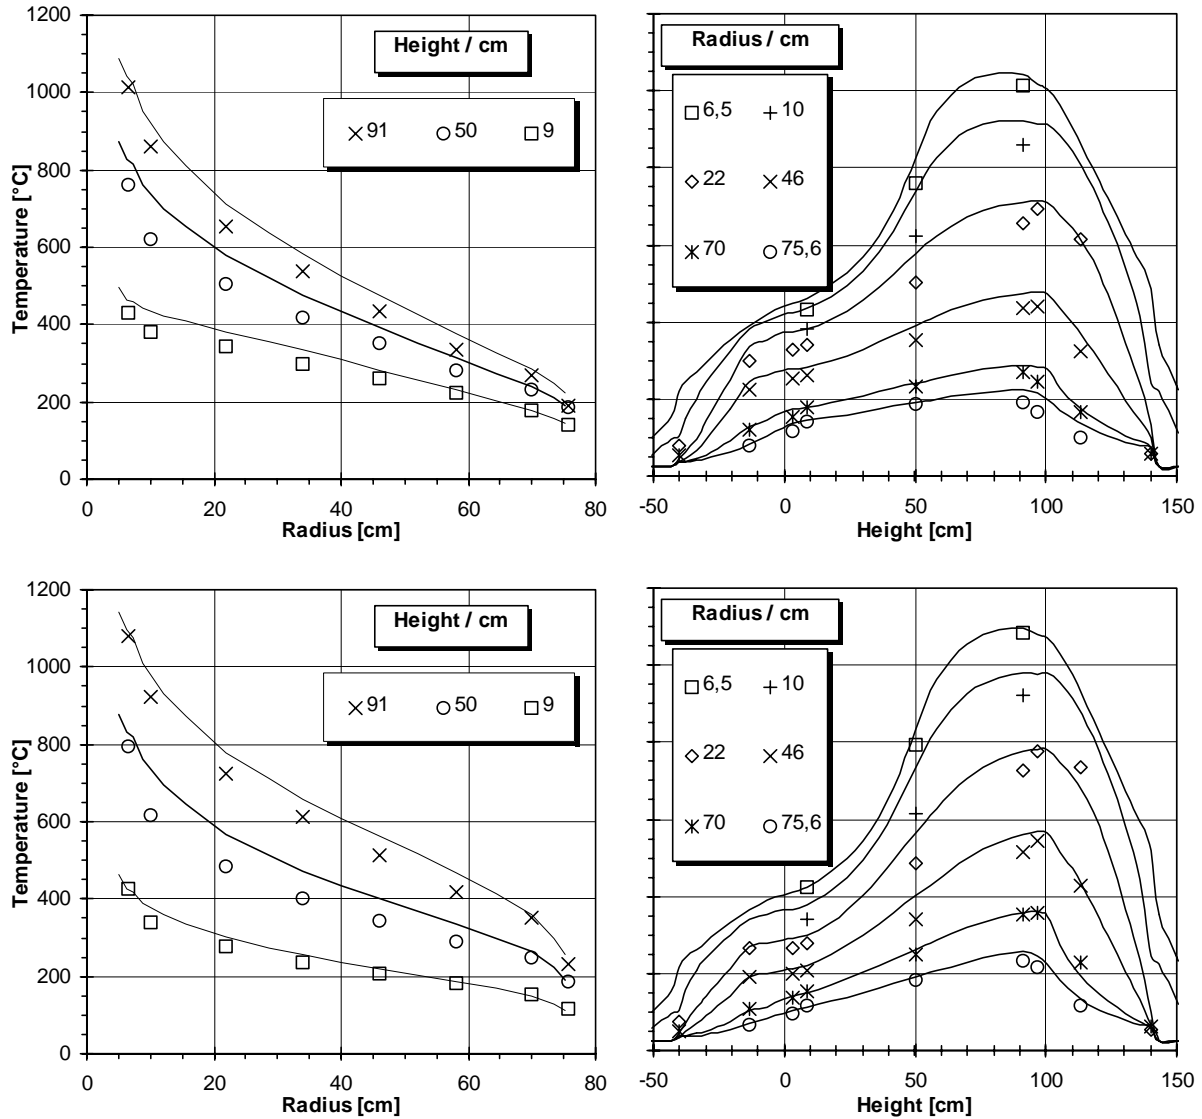 1200
1000
800
600
400
200
0
Temperature [°C]
Height / cm
91 50 9
0 20 40 60 80
Radius [cm]
Radius / cm
6,5 10
22 46
70 75,6
-50 0 50 100 150
Height [cm]
1200
1000
800
600
400
200
0
Temperature [°C]
Height / cm
91 50 9
0 20 40 60 80
Radius [cm]
Radius / cm
6,5 10
22 46
70 75,6
-50 0 50 100 150
Height [cm]